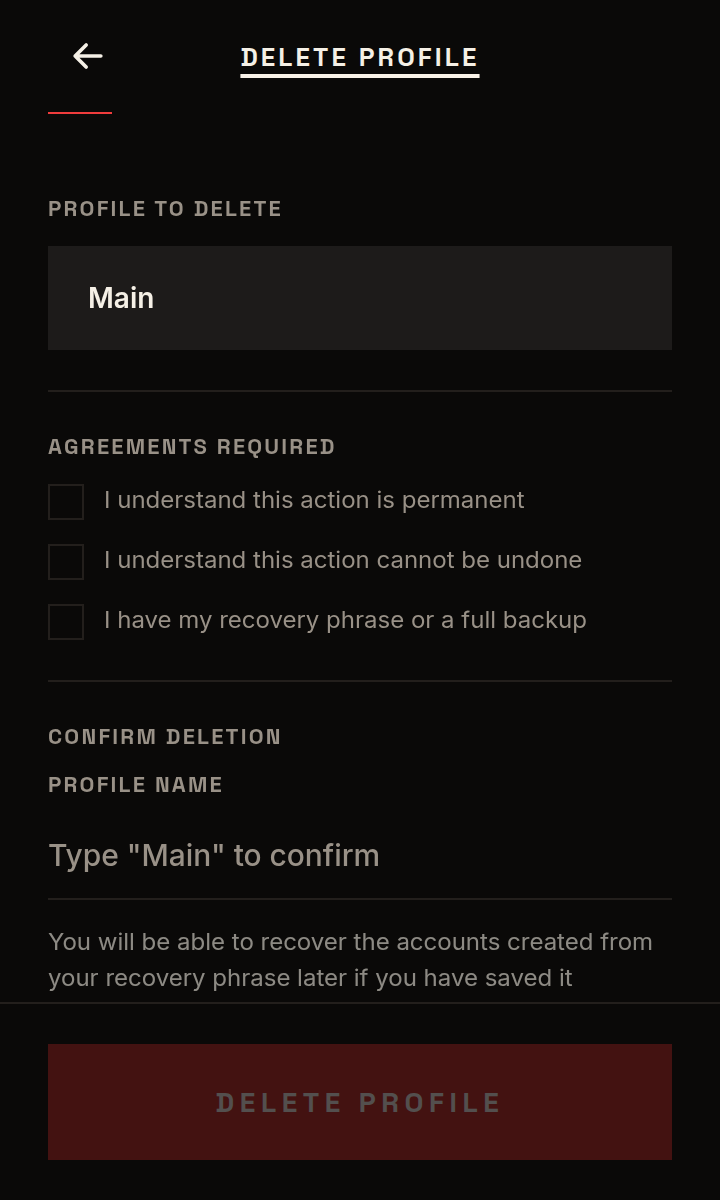 DELETE PROFILE
PROFILE TO DELETE
Main
AGREEMENTS REQUIRED
I understand this action is permanent
I understand this action cannot be undone
I have my recovery phrase or a full backup
CONFIRM DELETION
PROFILE NAME
Type "Main" to confirm
You will be able to recover the accounts created from
your recovery phrase later if you have saved it
DELETE PROFILE